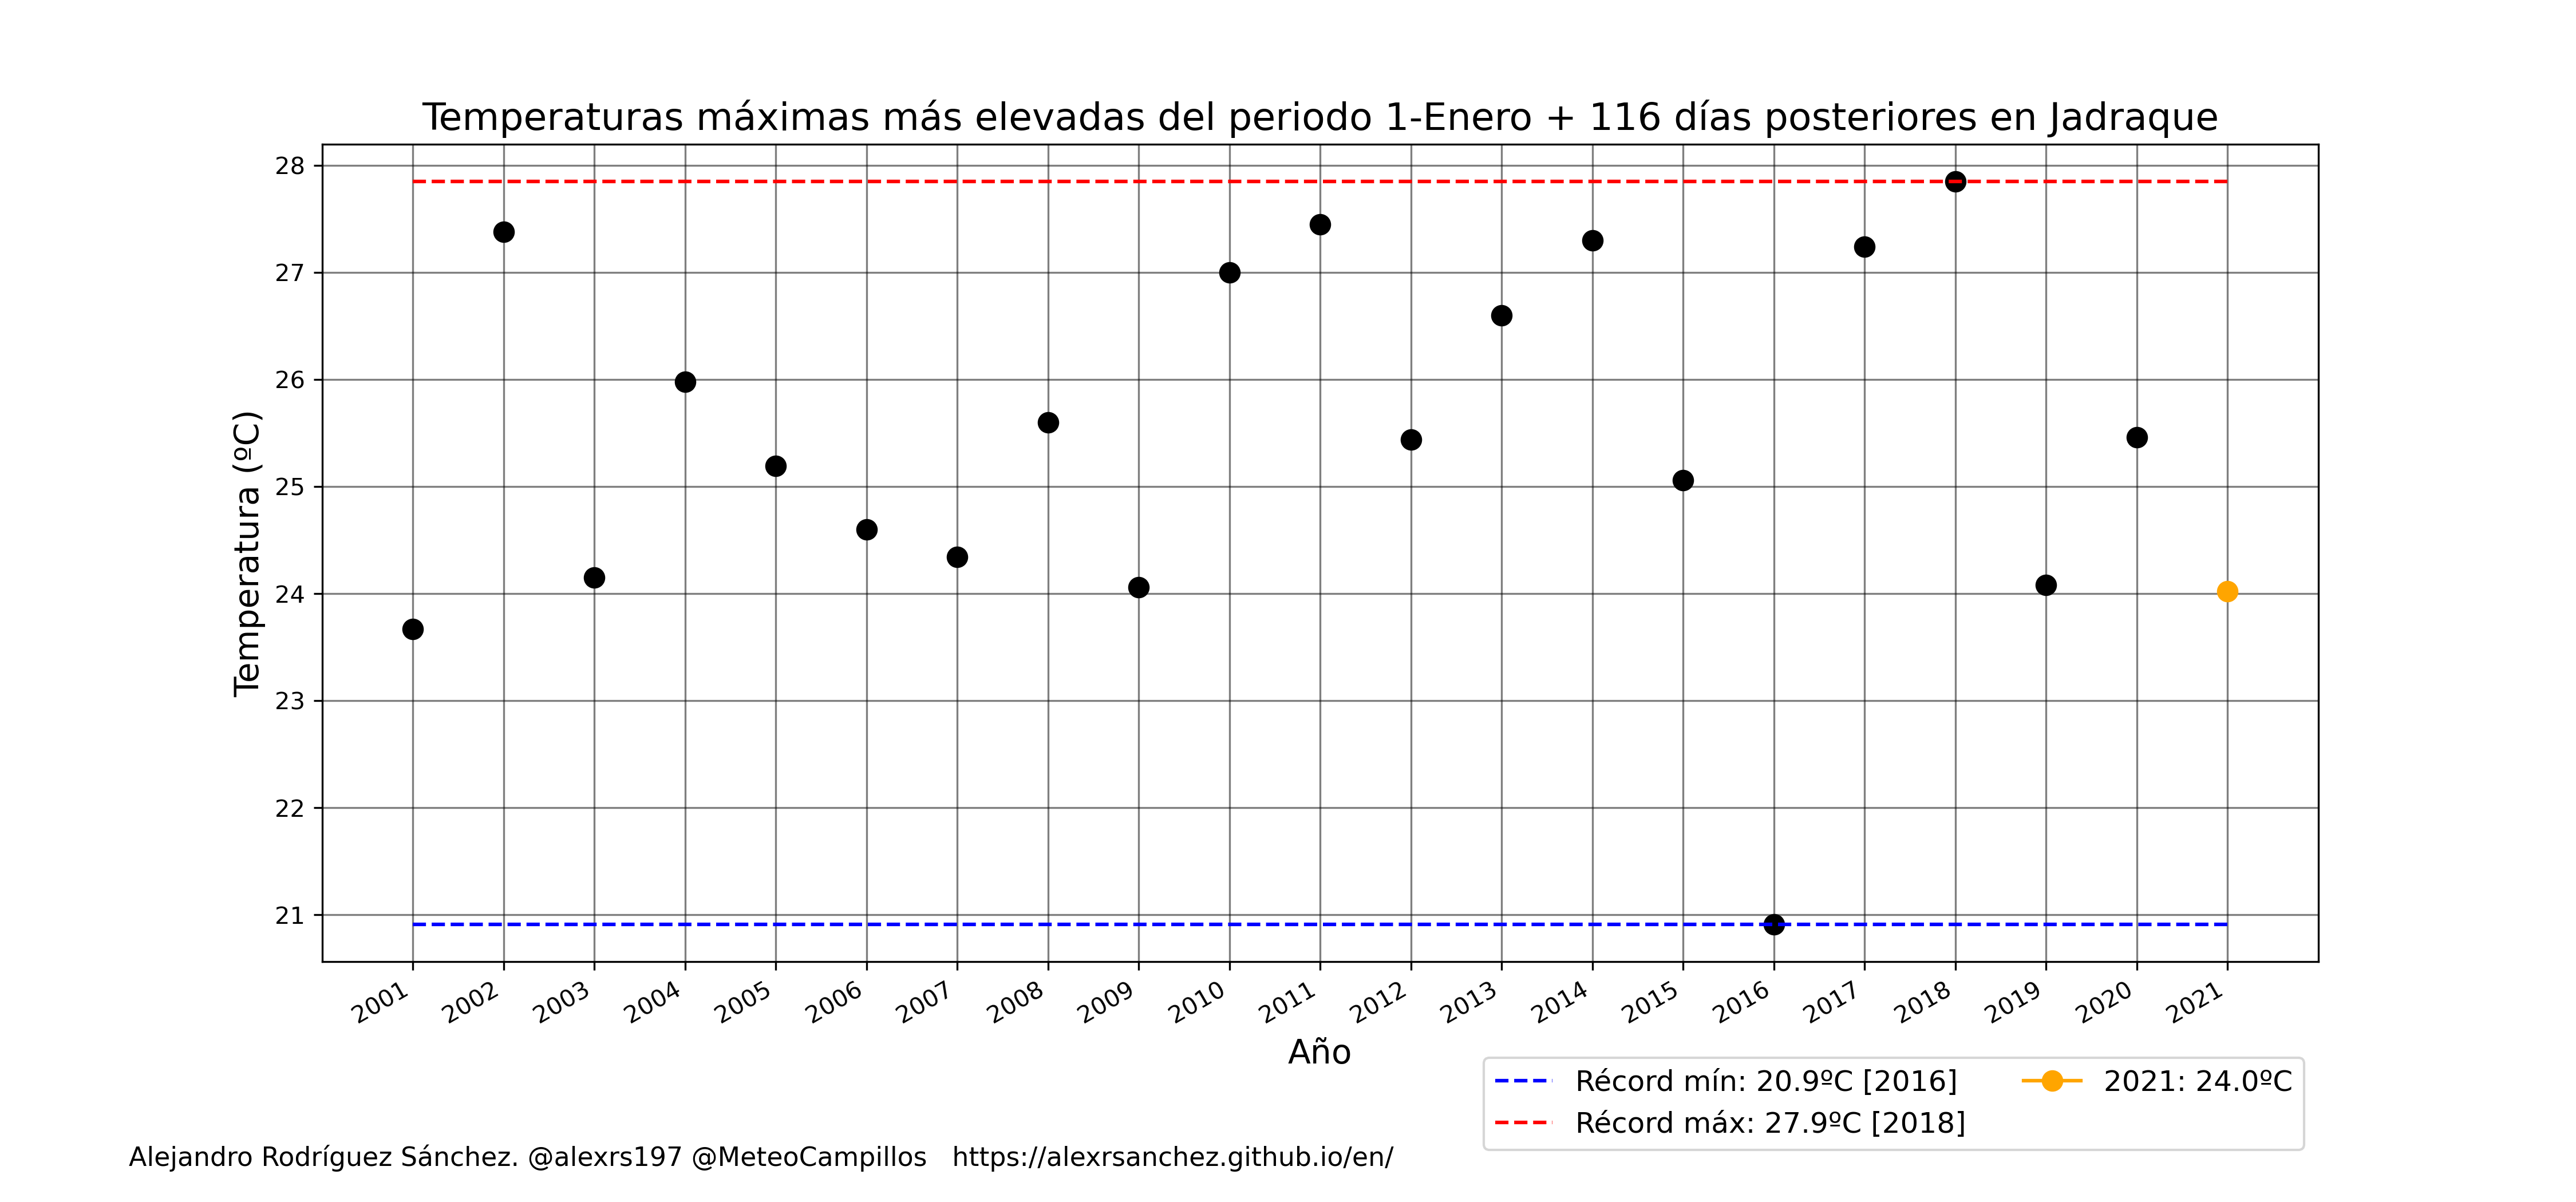 Temperaturas máximas más elevadas del periodo 1-Enero + 116 días posteriores en Jadraque
Temperatura (ºC)
28
27
26
25
24
23
22
21
2001 2002 2003 2004 2005 2006 2007 2008 2009 2010 2011 2012 2013 2014 2015 2016 2017 2018 2019 2020 2021
Año
Récord mín: 20.9ºC [2016]
Récord máx: 27.9ºC [2018]
2021: 24.0ºC
Alejandro Rodríguez Sánchez. @alexrs197 @MeteoCampillos https://alexrsanchez.github.io/en/